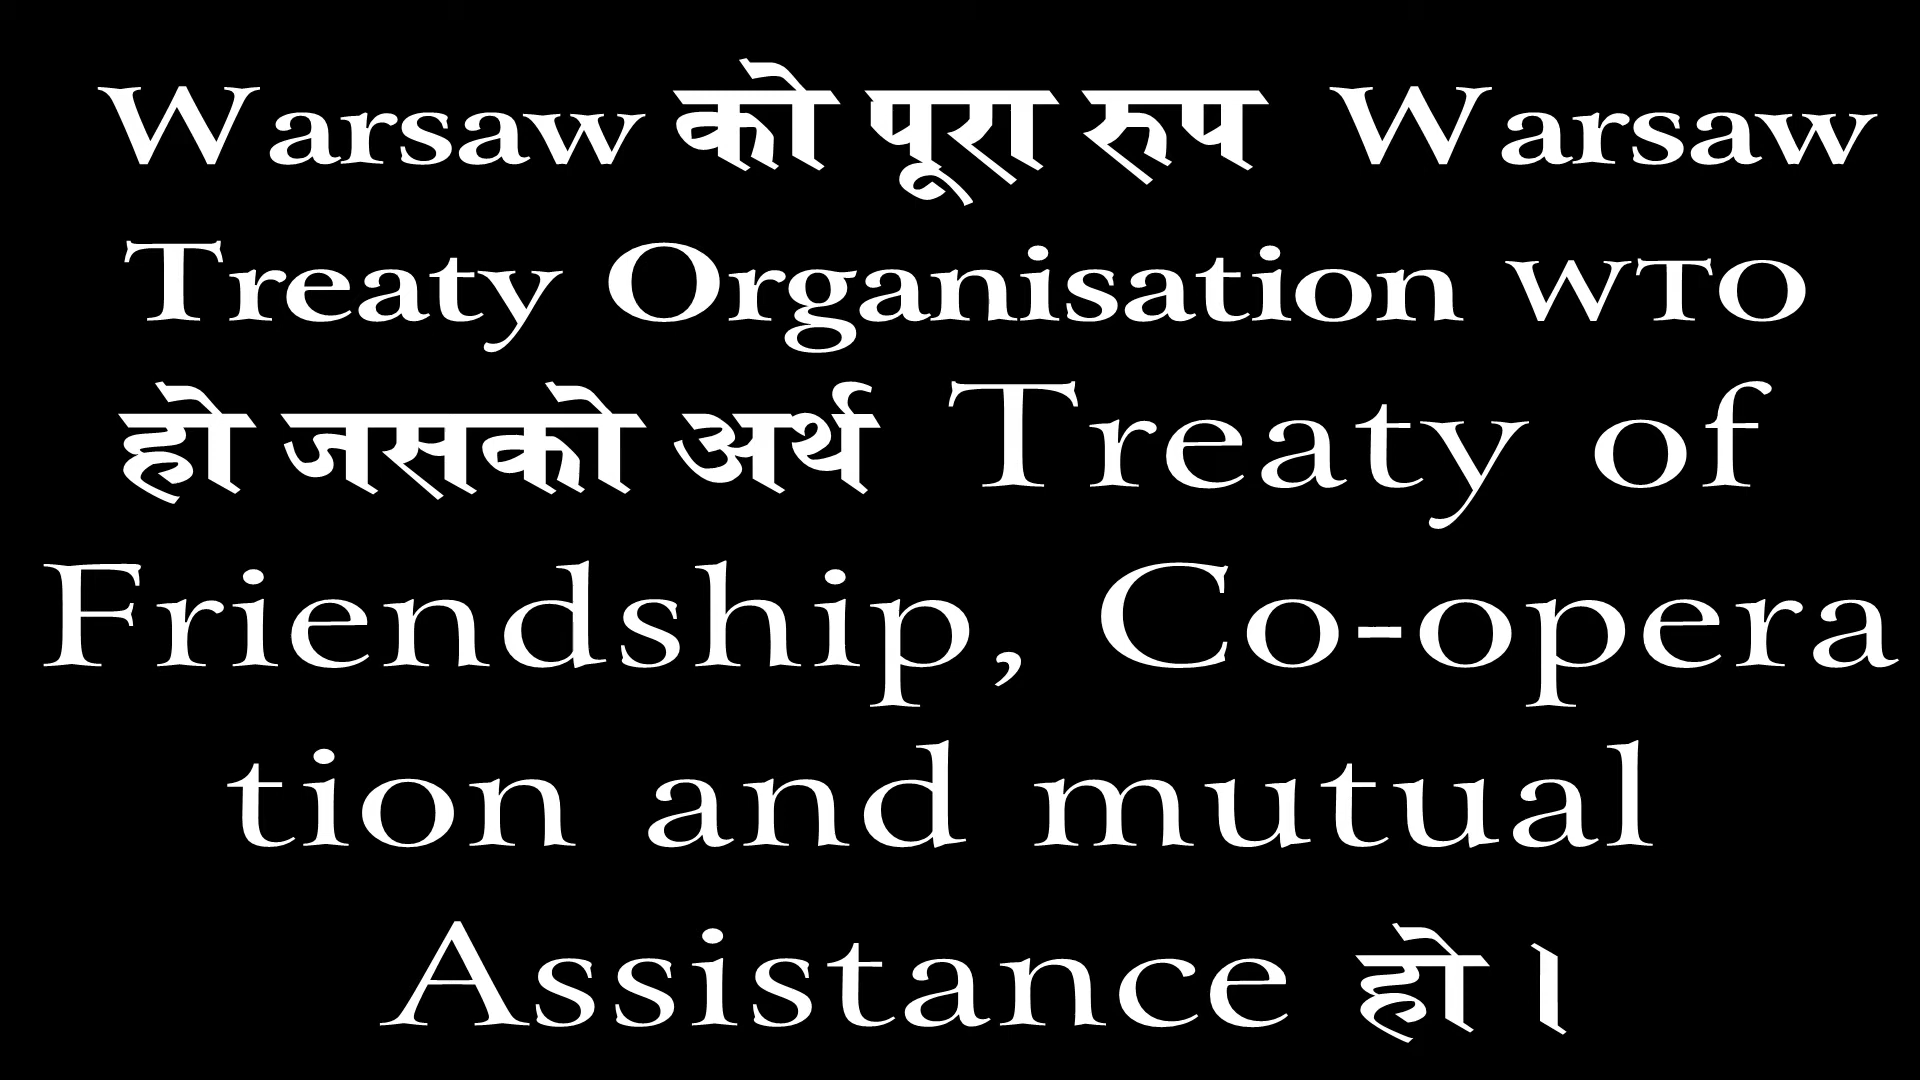 Warsaw को पूरा रुप Warsaw
Treaty Organisation WTO
हो जसको अर्थ Treaty of
Friendship, Co-opera
tion and mutual
Assistance हो ।